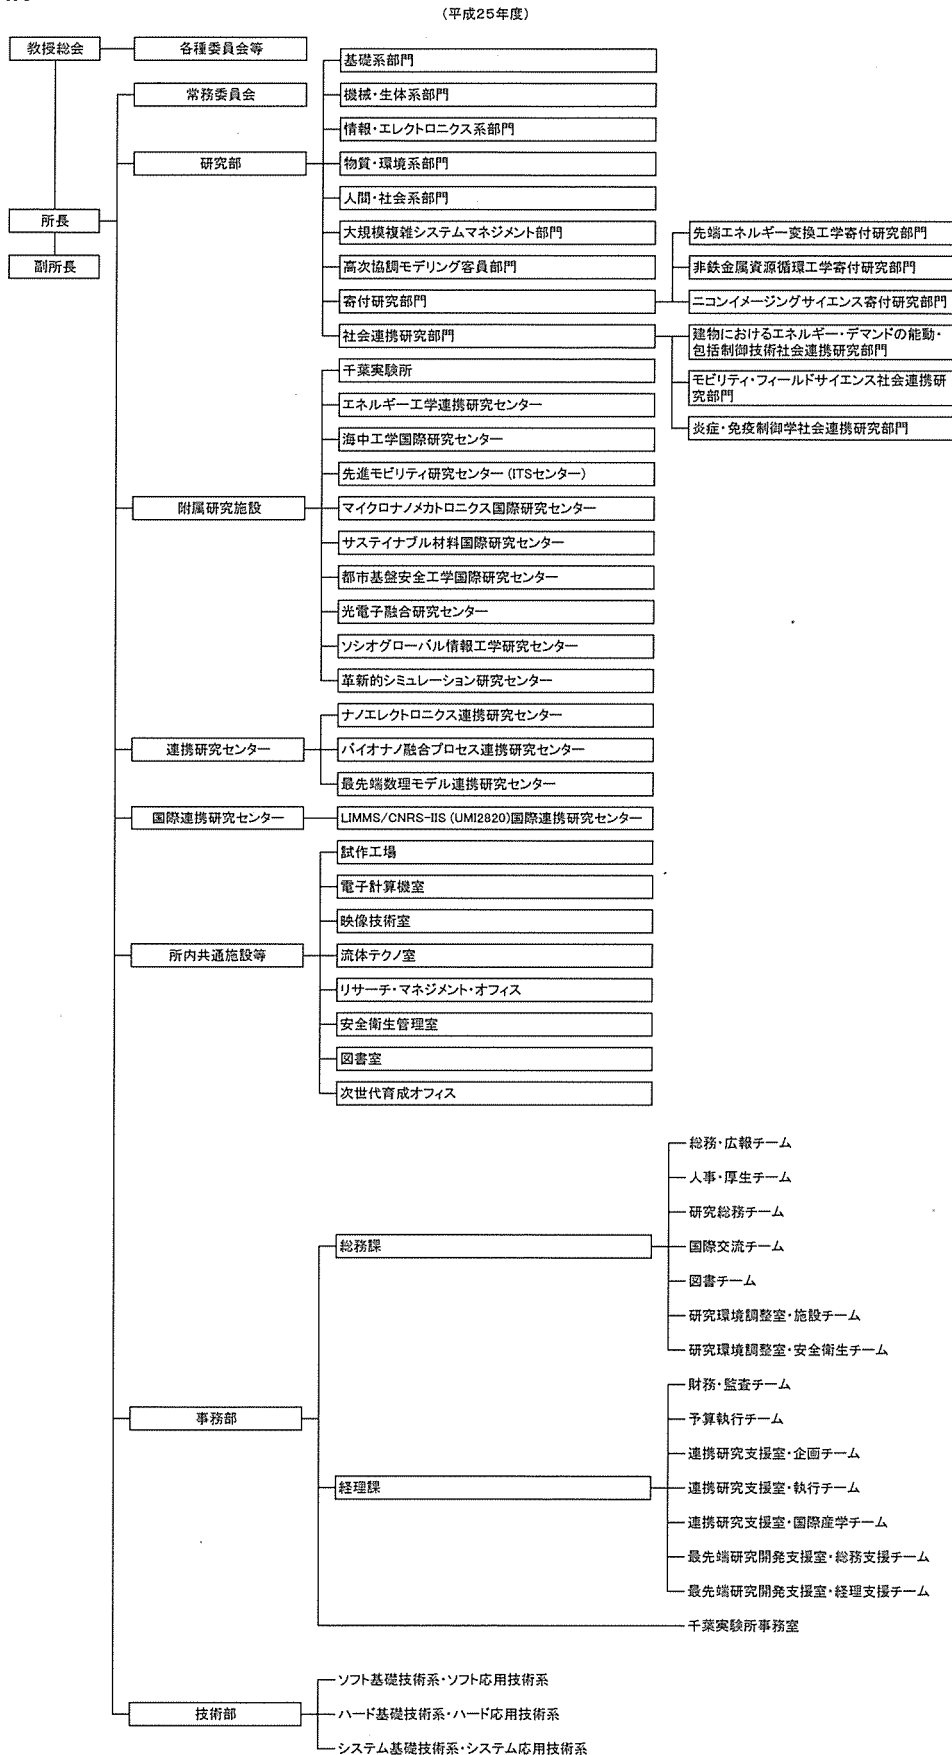 (平成25年度)
教授総会
各種委員会等
常務委員会
所長
副所長
研究部
基礎系部門
機械・生体系部門
情報・エレクトロニクス系部門
物質・環境系部門
人間・社会系部門
大規模複雑システムマネジメント部門
高次協調モデリング客員部門
寄付研究部門
先端エネルギー変換工学寄付研究部門
非鉄金属資源循環工学寄付研究部門
ニコンイメージングサイエンス寄付研究部門
社会連携研究部門
建物におけるエネルギー・デマンドの能動・
包括制御技術社会連携研究部門
モビリティ・フィールドサイエンス社会連携研
究部門
炎症・免疫制御学社会連携研究部門
附属研究施設
千葉実験所
エネルギー工学連携研究センター
海中工学国際研究センター
先進モビリティ研究センター(ITSセンター)
マイクロナノメカトロニクス国際研究センター
サステイナブル材料国際研究センター
都市基盤安全工学国際研究センター
光電子融合研究センター
ソシオグローバル情報工学研究センター
革新的シミュレーション研究センター
連携研究センター
ナノエレクトロニクス連携研究センター
バイオナノ融合プロセス連携研究センター
最先端数理モデル連携研究センター
国際連携研究センター
LIMMS/CNRS-IIS (UMI2820)国際連携研究センター
所内共通施設等
試作工場
電子計算機室
映像技術室
流体テクノ室
リサーチ・マネジメント・オフィス
安全衛生管理室
図書室
次世代育成オフィス
事務部
総務課
総務・広報チーム
人事・厚生チーム
研究総務チーム
国際交流チーム
図書チーム
研究環境調整室・施設チーム
研究環境調整室・安全衛生チーム
経理課
財務・監査チーム
予算執行チーム
連携研究支援室・企画チーム
連携研究支援室・執行チーム
連携研究支援室・国際産学チーム
最先端研究開発支援室・総務支援チーム
最先端研究開発支援室・経理支援チーム
千葉実験所事務室
技術部
ソフト基礎技術系・ソフト応用技術系
ハード基礎技術系・ハード応用技術系
システム基礎技術系・システム応用技術系